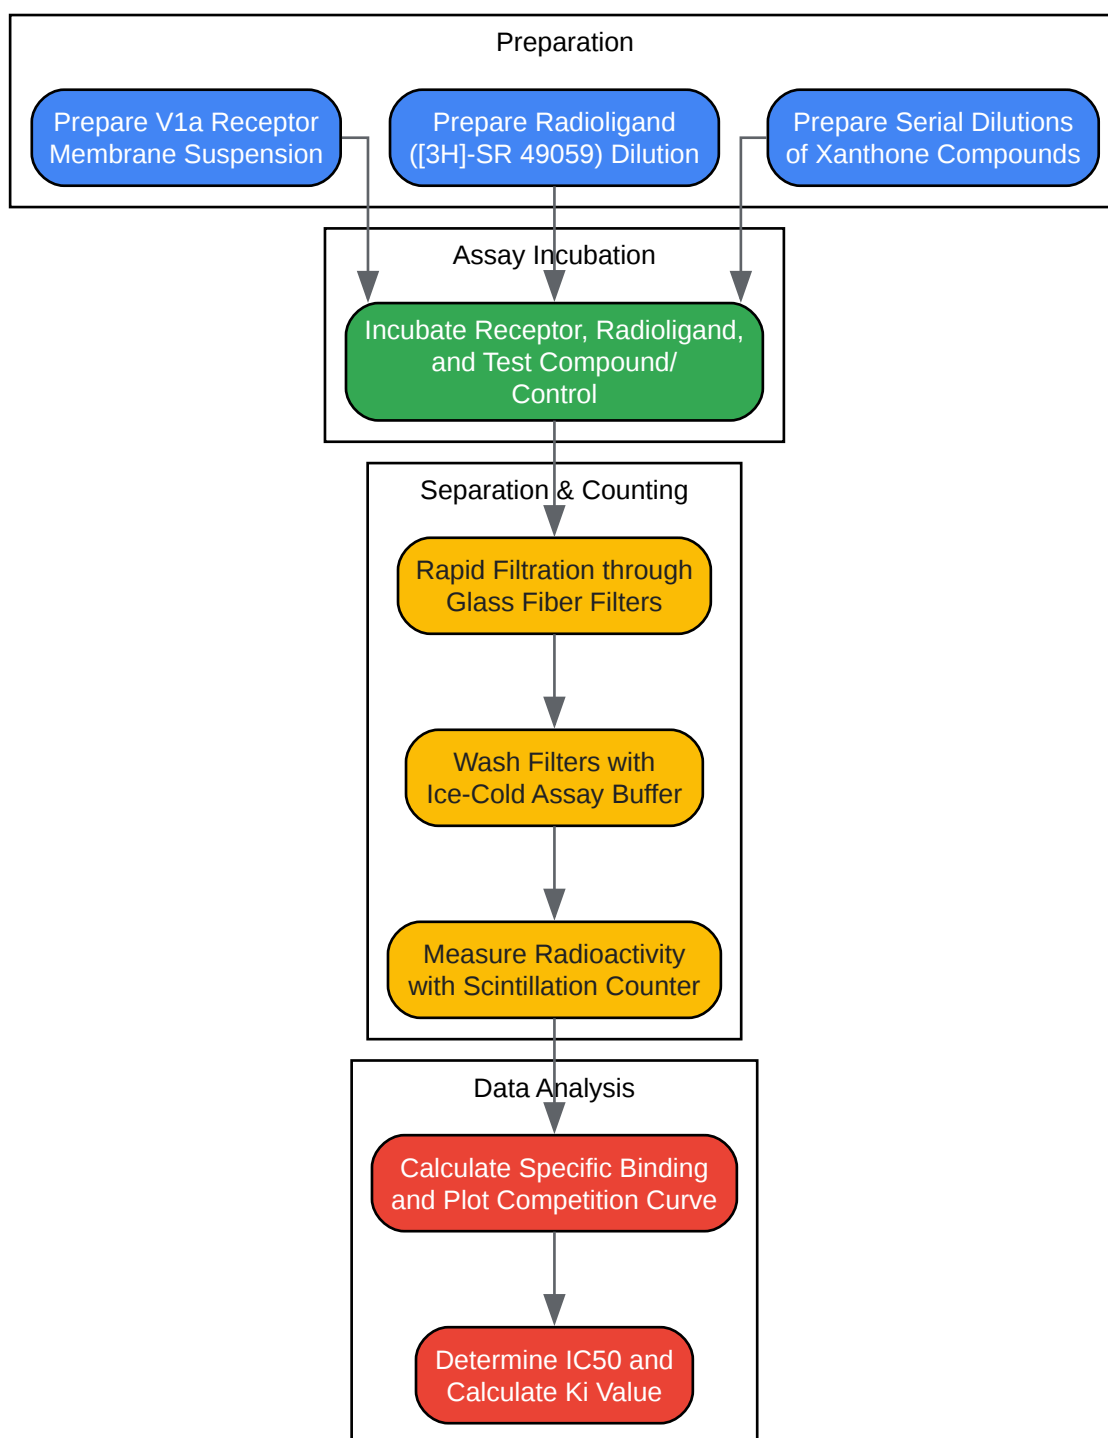 Preparation
Prepare V1a Receptor
Membrane Suspension
Prepare Radioligand
([3H]-SR 49059) Dilution
Prepare Serial Dilutions
of Xanthone Compounds
Assay Incubation
Incubate Receptor, Radioligand,
and Test Compound/
Control
Separation & Counting
Rapid Filtration through
Glass Fiber Filters
Wash Filters with
Ice-Cold Assay Buffer
Measure Radioactivity
with Scintillation Counter
Data Analysis
Calculate Specific Binding
and Plot Competition Curve
Determine IC50 and
Calculate Ki Value